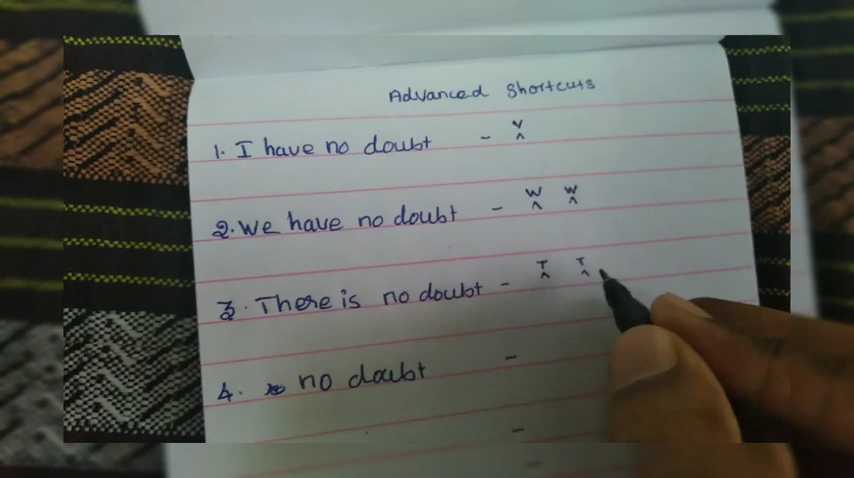 Advanced Shortcuts
1. I have no doubt - v ^
2. We have no doubt - W ^ W ^
3. There is no doubt - T ^ T ^
4. no doubt -
-